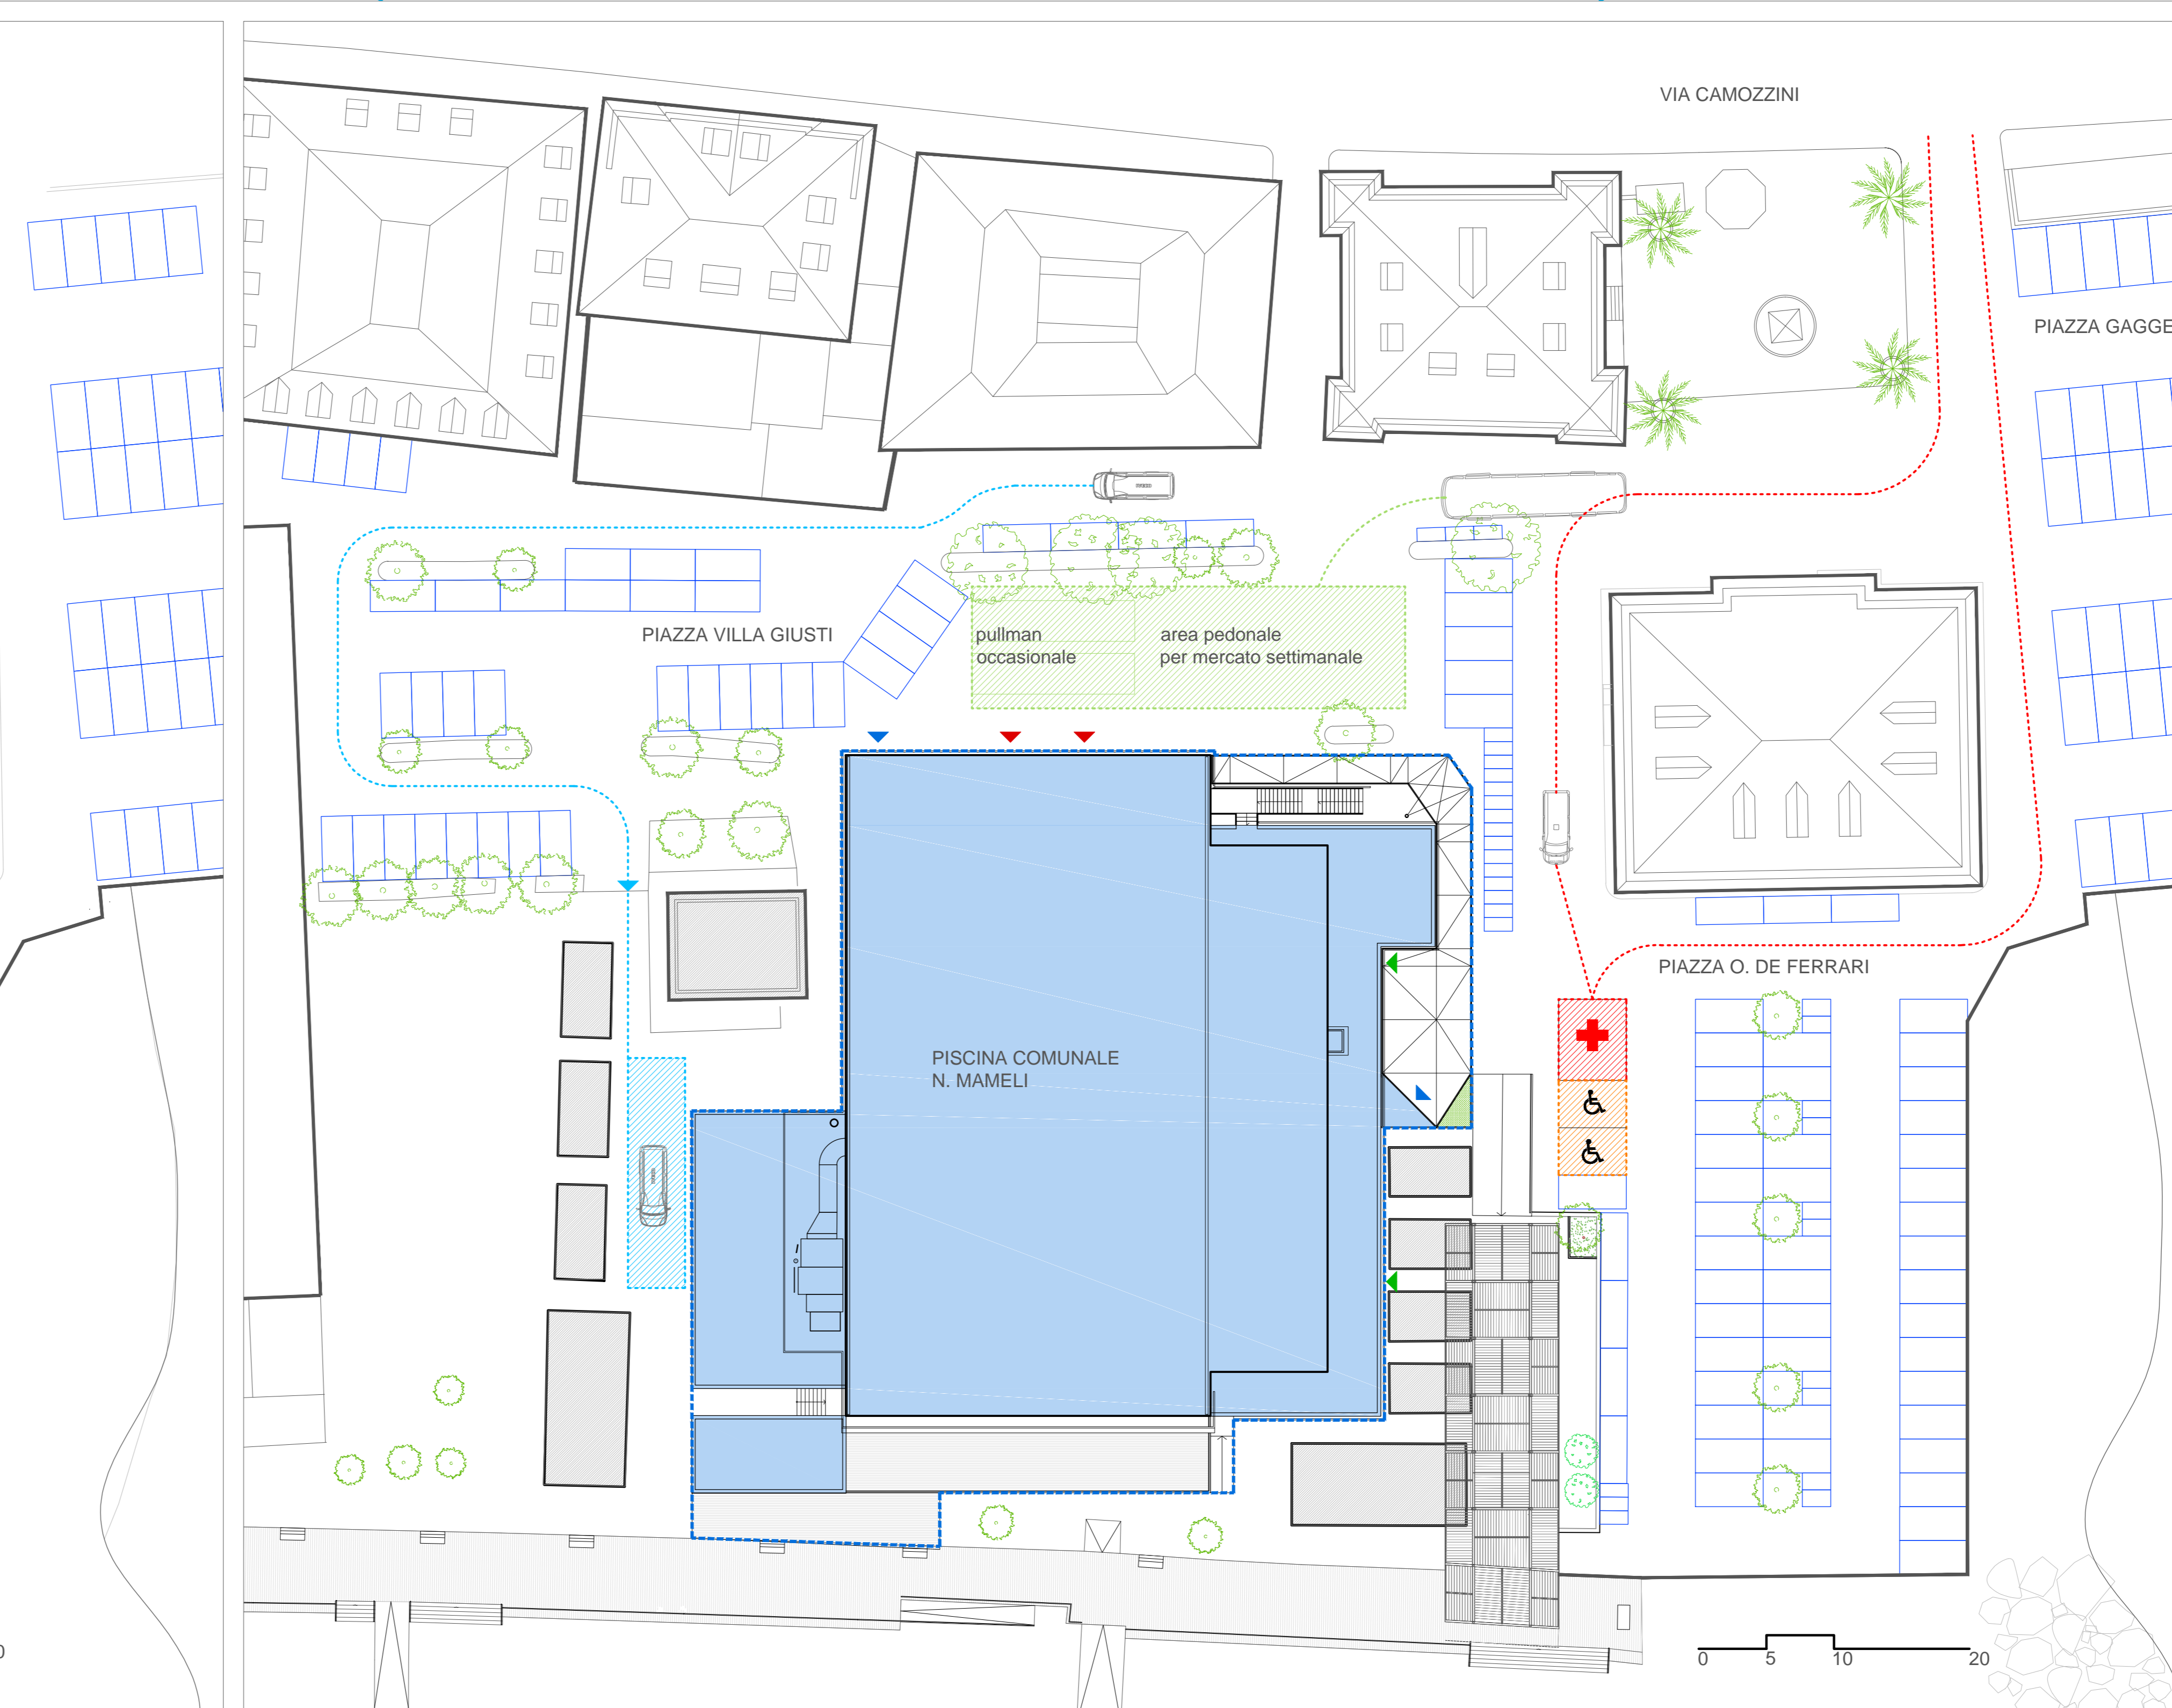 VIA CAMOZZINI
PIAZZA GAGGE
PIAZZA VILLA GIUSTI
pullman
occasionale
area pedonale
per mercato settimanale
PIAZZA O. DE FERRARI
PISCINA COMUNALE
N. MAMELI
0 5 10 20